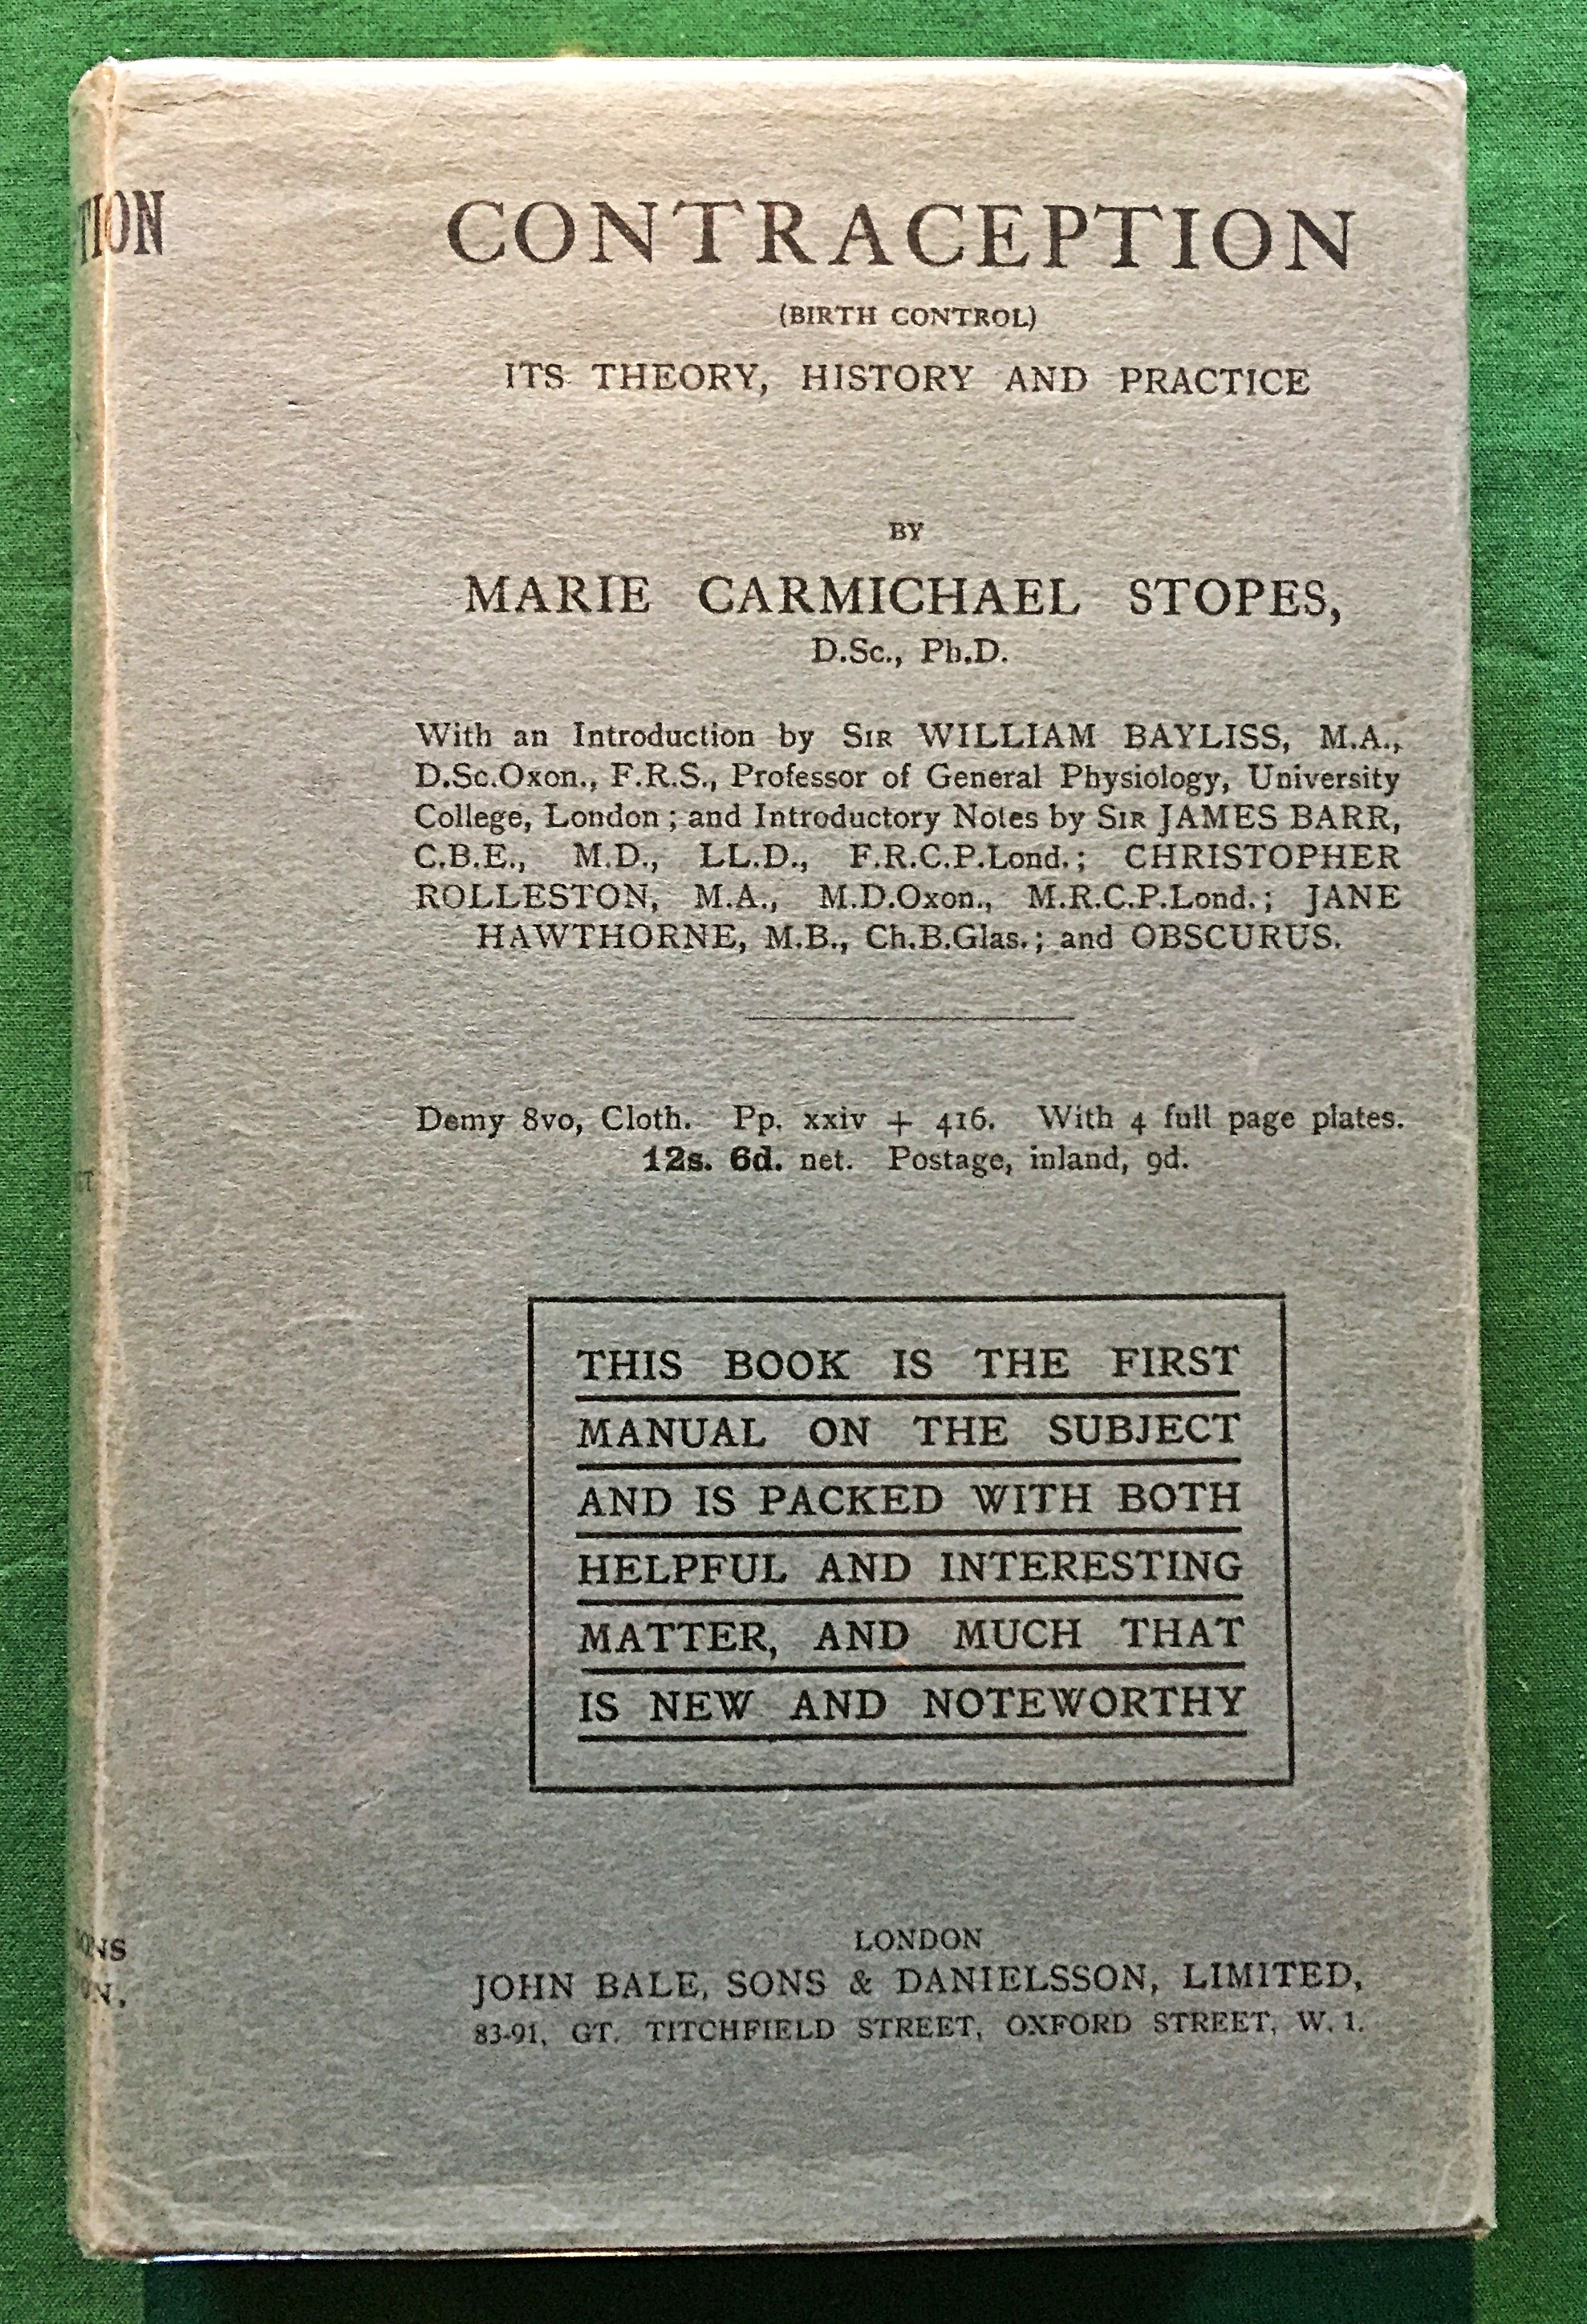 CONTRACEPTION
(BIRTH CONTROL)
ITS THEORY, HISTORY AND PRACTICE
BY
MARIE CARMICHAEL STOPES,
D.Sc., Ph.D.
With an Introduction by SIR WILLIAM BAYLISS, M.A.,
D.Sc.Oxon., F.R.S., Professor of General Physiology, University
College, London ; and Introductory Notes by SIR JAMES BARR,
C.B.E., M.D., LL.D., F.R.C.P.Lond. ; CHRISTOPHER
ROLLESTON, M.A., M.D.Oxon., M.R.C.P.Lond. ; JANE
HAWTHORNE, M.B., Ch.B.Glas. ; and OBSCURUS.
Demy 8vo, Cloth. Pp. xxiv + 416. With 4 full page plates.
12s. 6d. net. Postage, inland, 9d.
THIS BOOK IS THE FIRST
MANUAL ON THE SUBJECT
AND IS PACKED WITH BOTH
HELPFUL AND INTERESTING
MATTER, AND MUCH THAT
IS NEW AND NOTEWORTHY
LONDON
JOHN BALE, SONS & DANIELSSON, LIMITED,
83-91, GT. TITCHFIELD STREET, OXFORD STREET, W. 1.